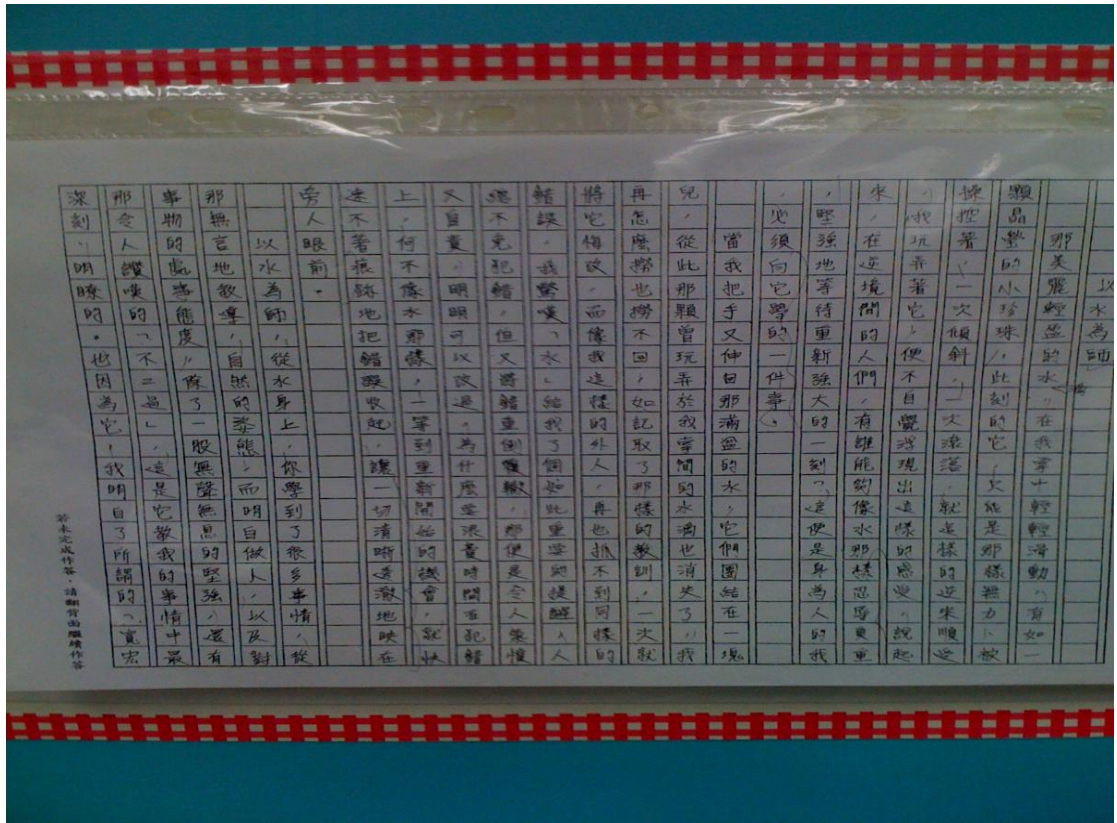 以水為師
那美麗輕盈的水，在我掌中輕輕滑動，有如一
顆晶瑩的小珍珠，此刻的它，只能是那樣無力，被
操控著，一次傾斜，一次滾落，就這樣的逆來順受
，我玩弄著它，便不自覺浮現出這樣的感受，說起
來，在逆境間的人們，有誰能夠像水那樣忍辱負重
，堅強地等待重新強大的一刻？這便是身為人的我
，必須向它學的一件事。
當我把手又伸回那滿盈的水，它們團結在一塊
兒，從此那顆曾玩弄於我掌間的水滴也消失了，我
再怎麼撈也撈不回，如記取了那樣的教訓，一次就
將它悔改，而像我這樣的外人，再也抓不到同樣的
錯誤。我驚嘆「水」給我了個如此重要的提醒，人
總不免犯錯，但又將錯重倒覆轍，那便是令人
又自責，明明可以改過，為什麼要浪費時間，在犯錯
上，何不像水那樣，一等到重新開始的議會，就快
速不著痕跡地把錯誤收起，讓一切清晰透澈地映在
旁人眼前。
以水為師，從水身上，你學到了很多事情，從
那無言地教導，自然的姿態，而明白做人，以及對
事物的處事態度，除了一股無聲無息的堅強，還有
那令人讚嘆的「不二過」，這是它教我的事情中最
深刻，明瞭的。也因為它，我明白了所謂的「寬宏
若未完成作答，請翻背面繼續作答